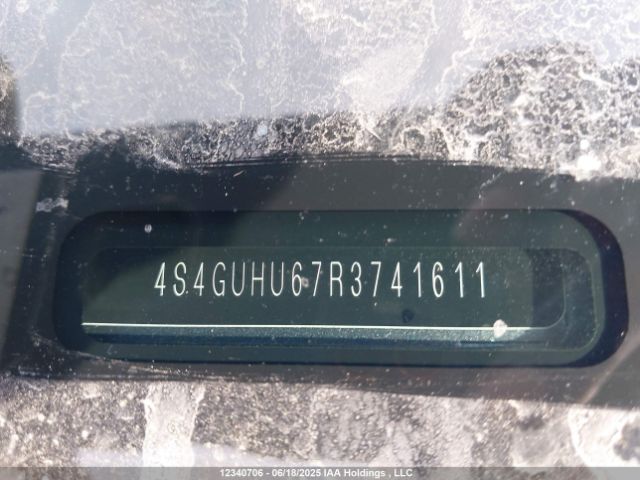 4S4GUHU67R3741611
12340706 - 06/18/2025 IAA Holdings , LLC